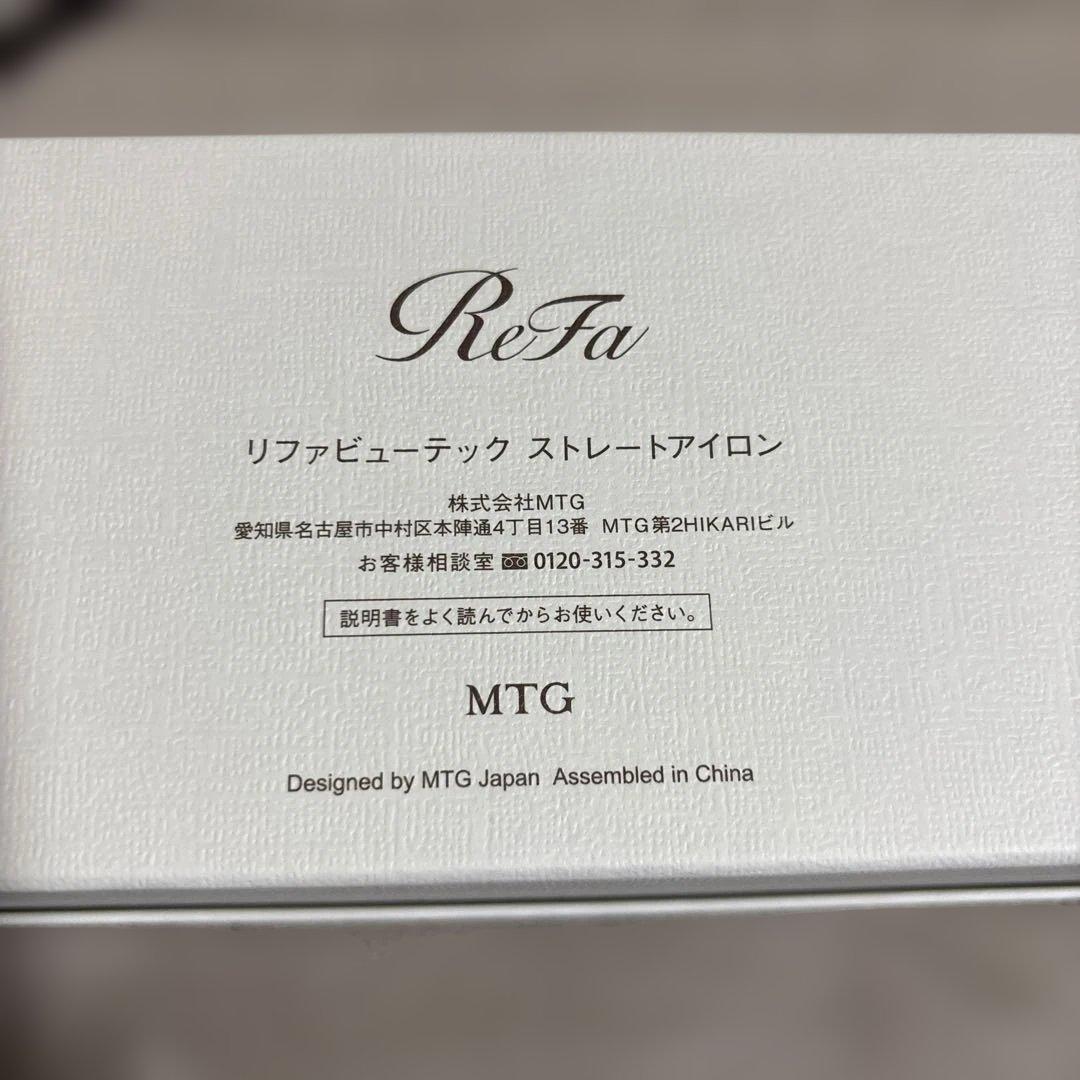 ReFa
リファビューテック ストレートアイロン
株式会社MTG
愛知県名古屋市中村区本陣通4丁目13番 MTG第2HIKARIビル
お客様相談室 0120-315-332
説明書をよく読んでからお使いください。
MTG
Designed by MTG Japan Assembled in China